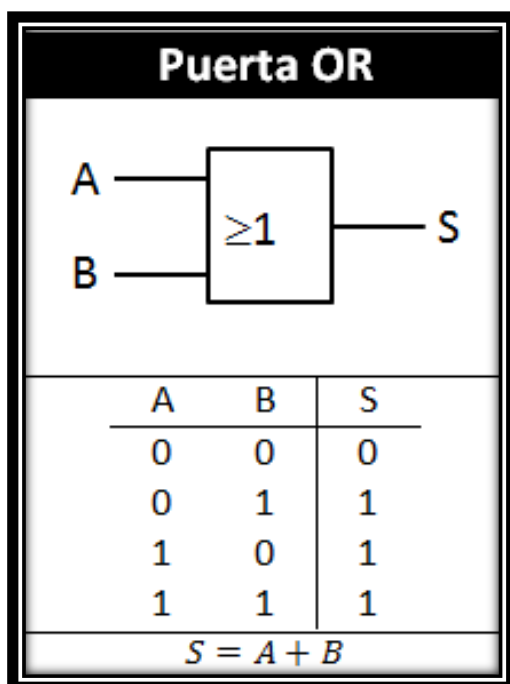 Puerta OR
A
≥1
S
B
A B S
0 0 0
0 1 1
1 0 1
1 1 1
S = A + B